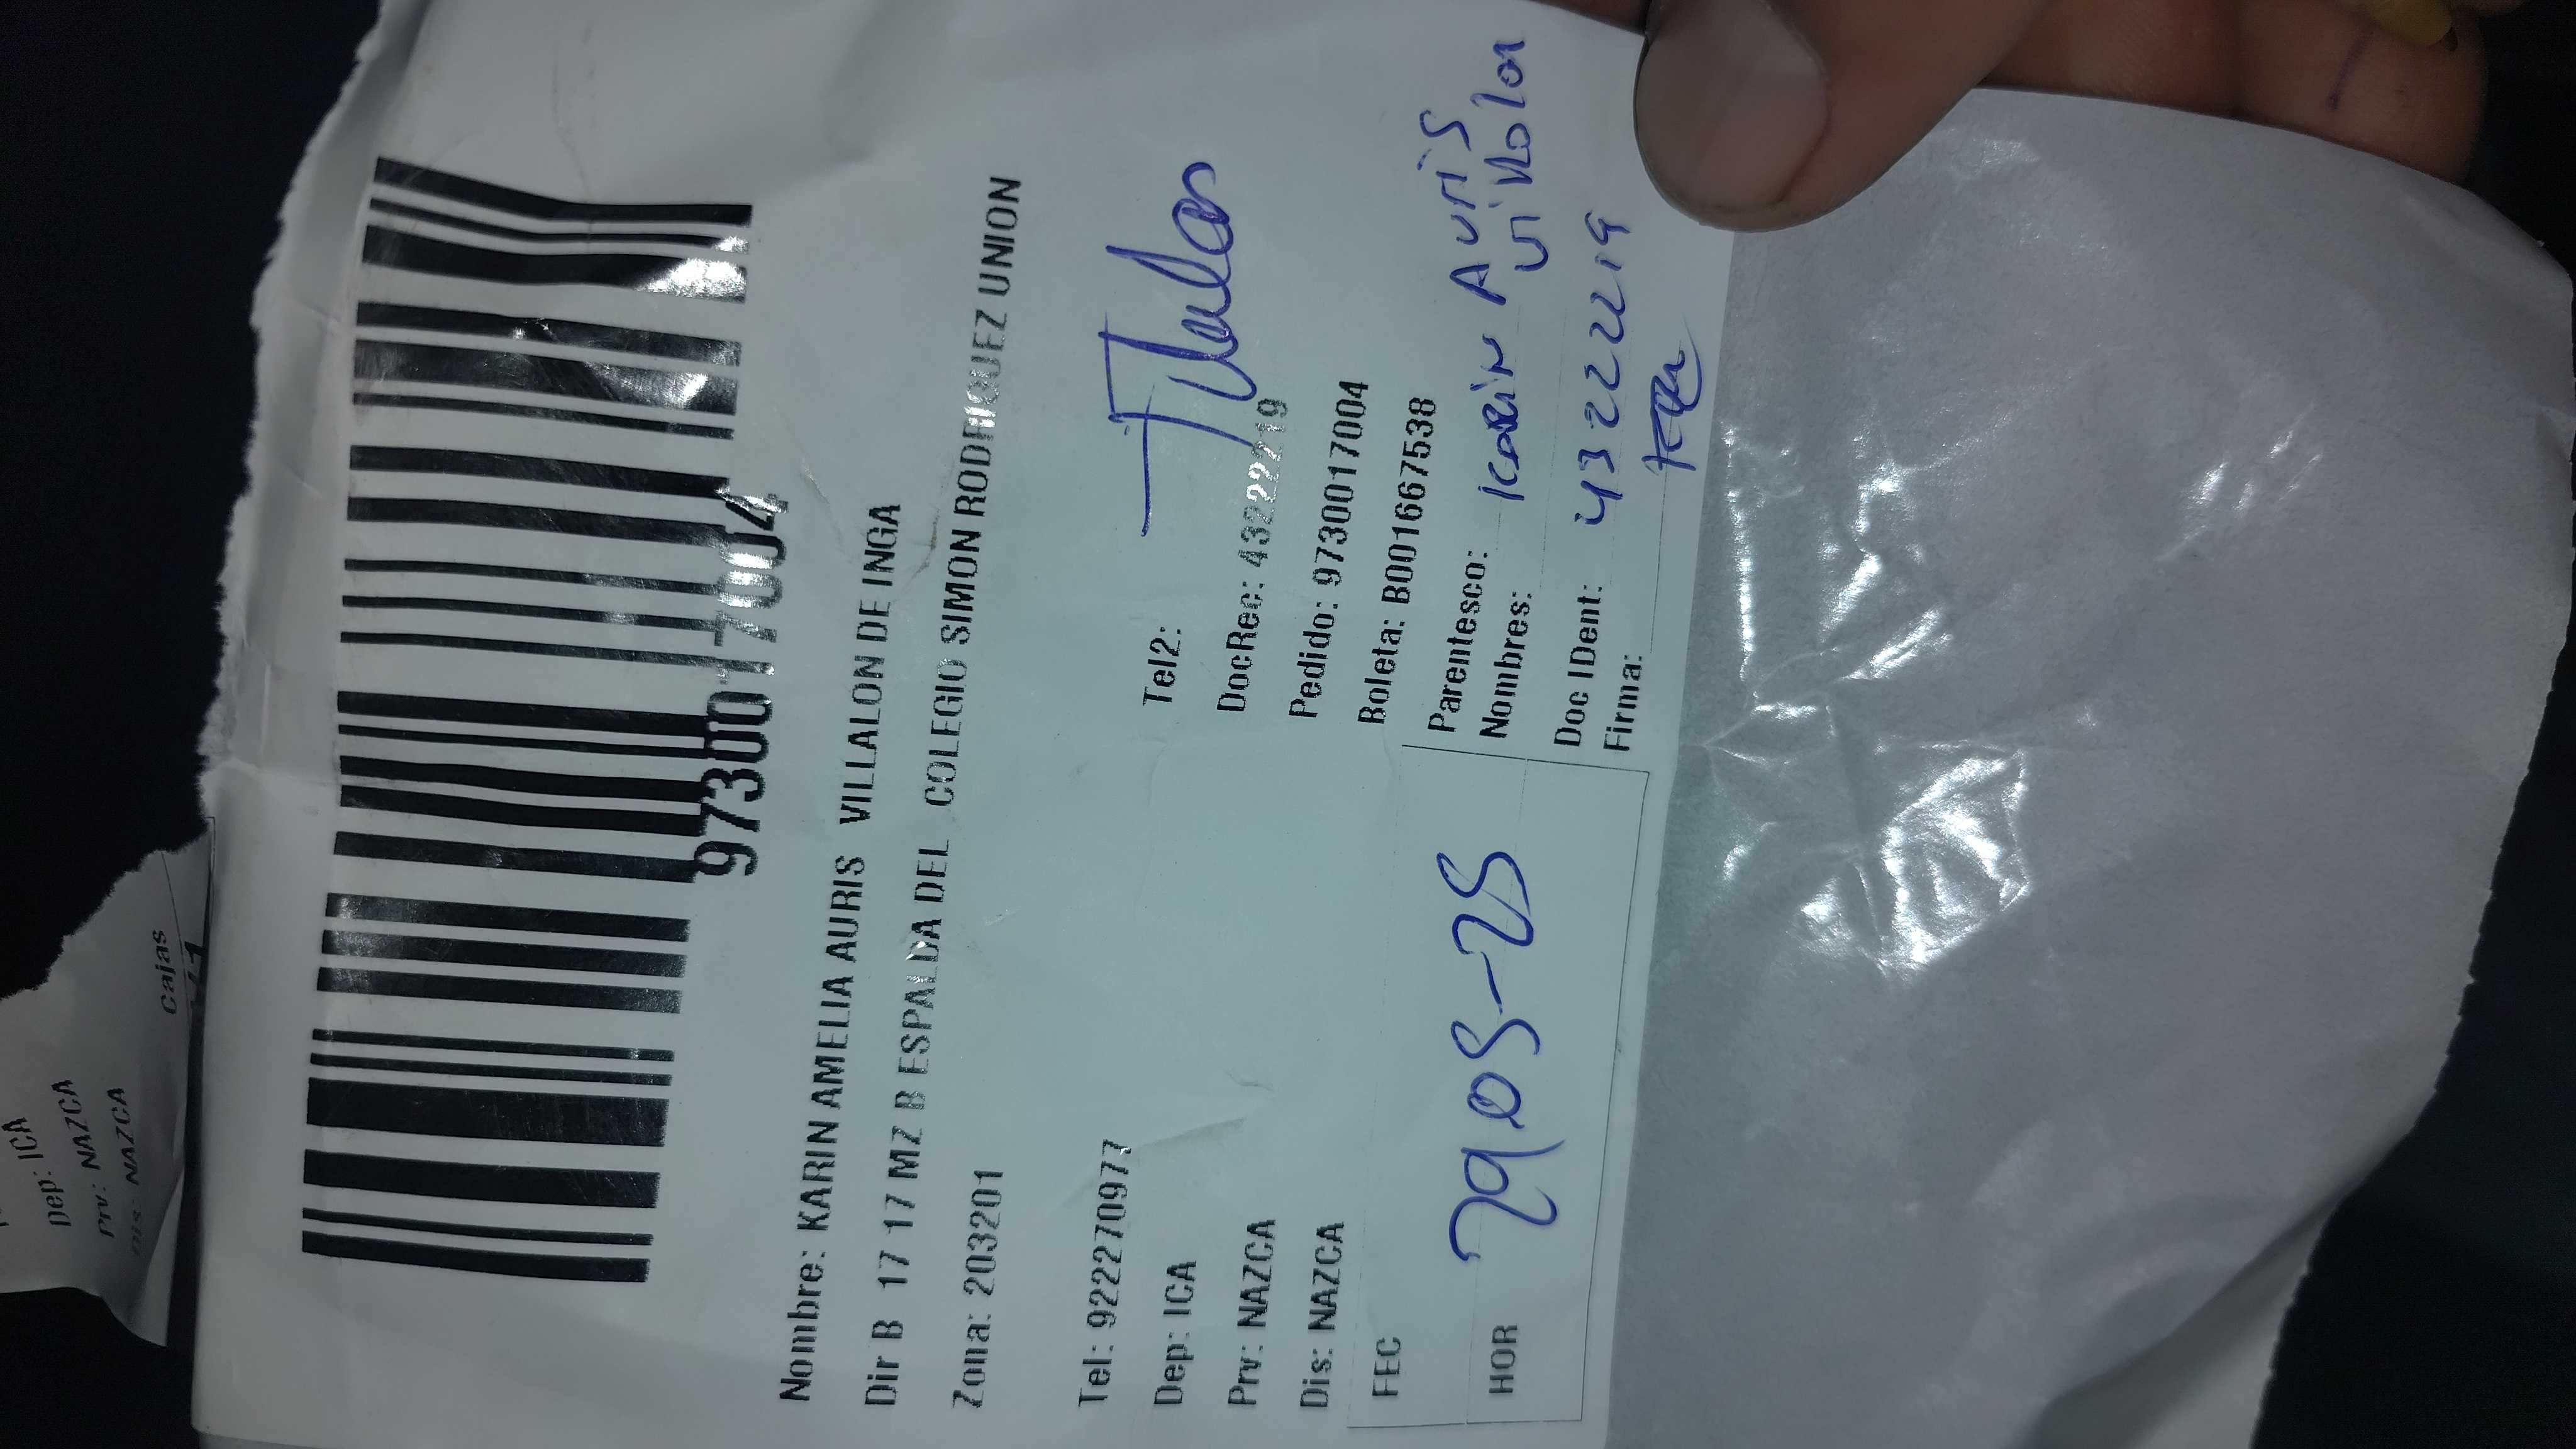 Dep: ICA
Prv: NAZCA
Dis: NAZCA
Cajas
9730017004
Nombre: KARIN AMELIA AURIS VILLALON DE INGA
Dir B 17 17 MZ B ESPALDA DEL COLEGIO SIMON RODRIGUEZ UNION
Zona: 203201
Tel: 922270977 Tel2:
Dep: ICA DocRec: 43222219
Prv: NAZCA Pedido: 9730017004
Dis: NAZCA Boleta: B001667538
FEC
HOR
29 05-25
Parentesco:
Nombres: Karin Auris
Villalon
Doc IDent: 43222219
Firma: